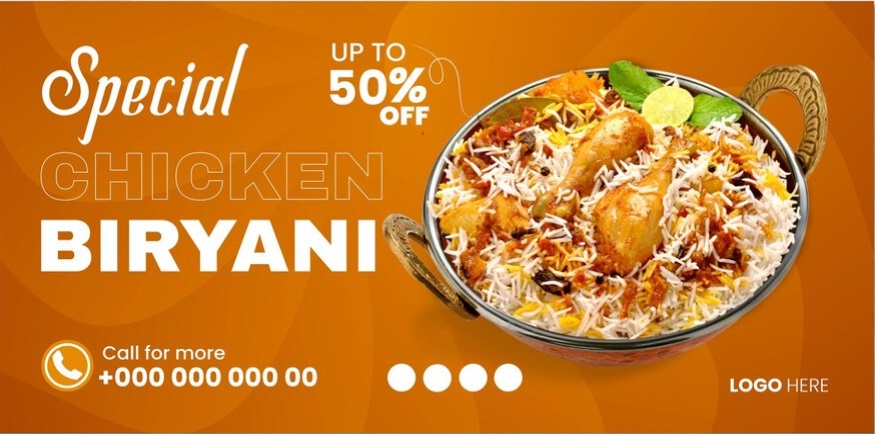 Special
CHICKEN
BIRYANI
UP TO
50%
OFF
Call for more
+000 000 000 00
LOGO HERE